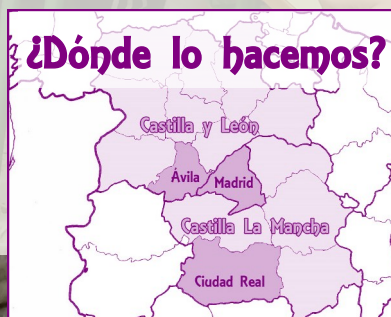 ¿Dónde lo hacemos?
Castilla y León
Ávila
Madrid
Castilla La Mancha
Ciudad Real